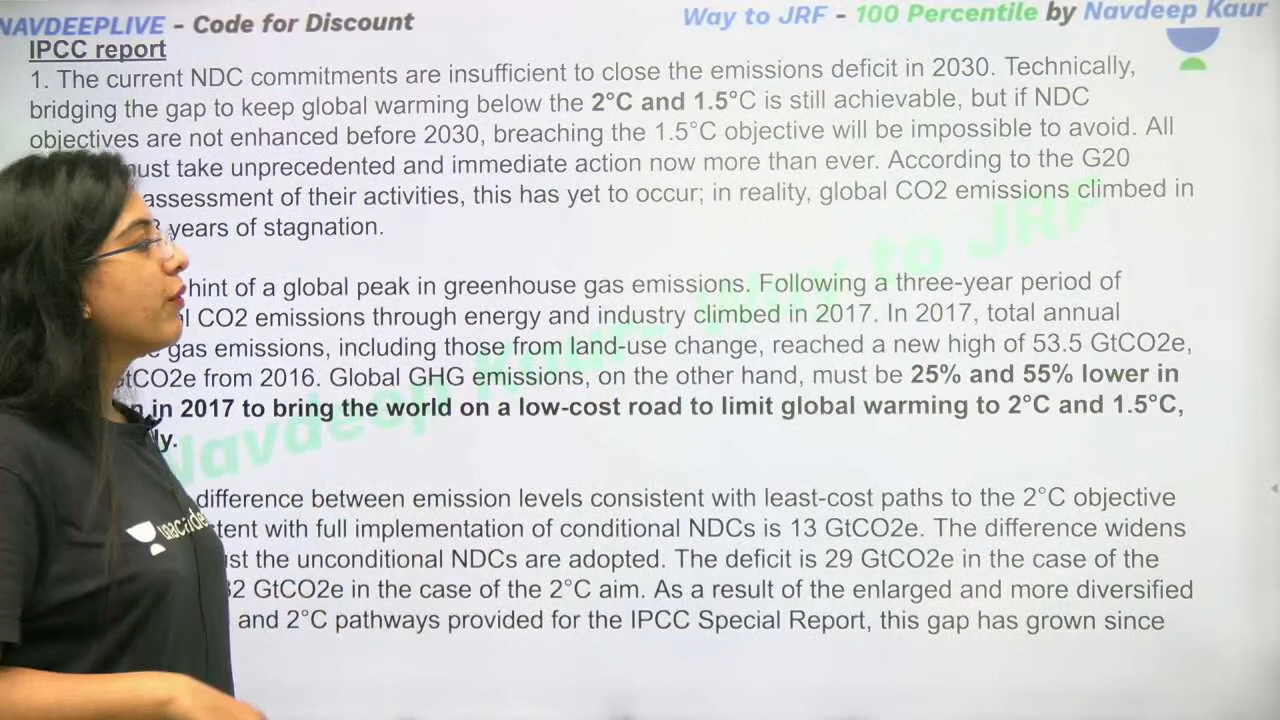 NAVDEEPLIVE - Code for Discount
Way to JRF - 100 Percentile by Navdeep Kaur
IPCC report
1. The current NDC commitments are insufficient to close the emissions deficit in 2030. Technically,
bridging the gap to keep global warming below the 2°C and 1.5°C is still achievable, but if NDC
objectives are not enhanced before 2030, breaching the 1.5°C objective will be impossible to avoid. All
must take unprecedented and immediate action now more than ever. According to the G20
assessment of their activities, this has yet to occur; in reality, global CO2 emissions climbed in
years of stagnation.
hint of a global peak in greenhouse gas emissions. Following a three-year period of
CO2 emissions through energy and industry climbed in 2017. In 2017, total annual
gas emissions, including those from land-use change, reached a new high of 53.5 GtCO2e,
from 2016. Global GHG emissions, on the other hand, must be 25% and 55% lower in
in 2017 to bring the world on a low-cost road to limit global warming to 2°C and 1.5°C,
difference between emission levels consistent with least-cost paths to the 2°C objective
with full implementation of conditional NDCs is 13 GtCO2e. The difference widens
the unconditional NDCs are adopted. The deficit is 29 GtCO2e in the case of the
GtCO2e in the case of the 2°C aim. As a result of the enlarged and more diversified
and 2°C pathways provided for the IPCC Special Report, this gap has grown since
Navdeep Kaur- Way to JRF